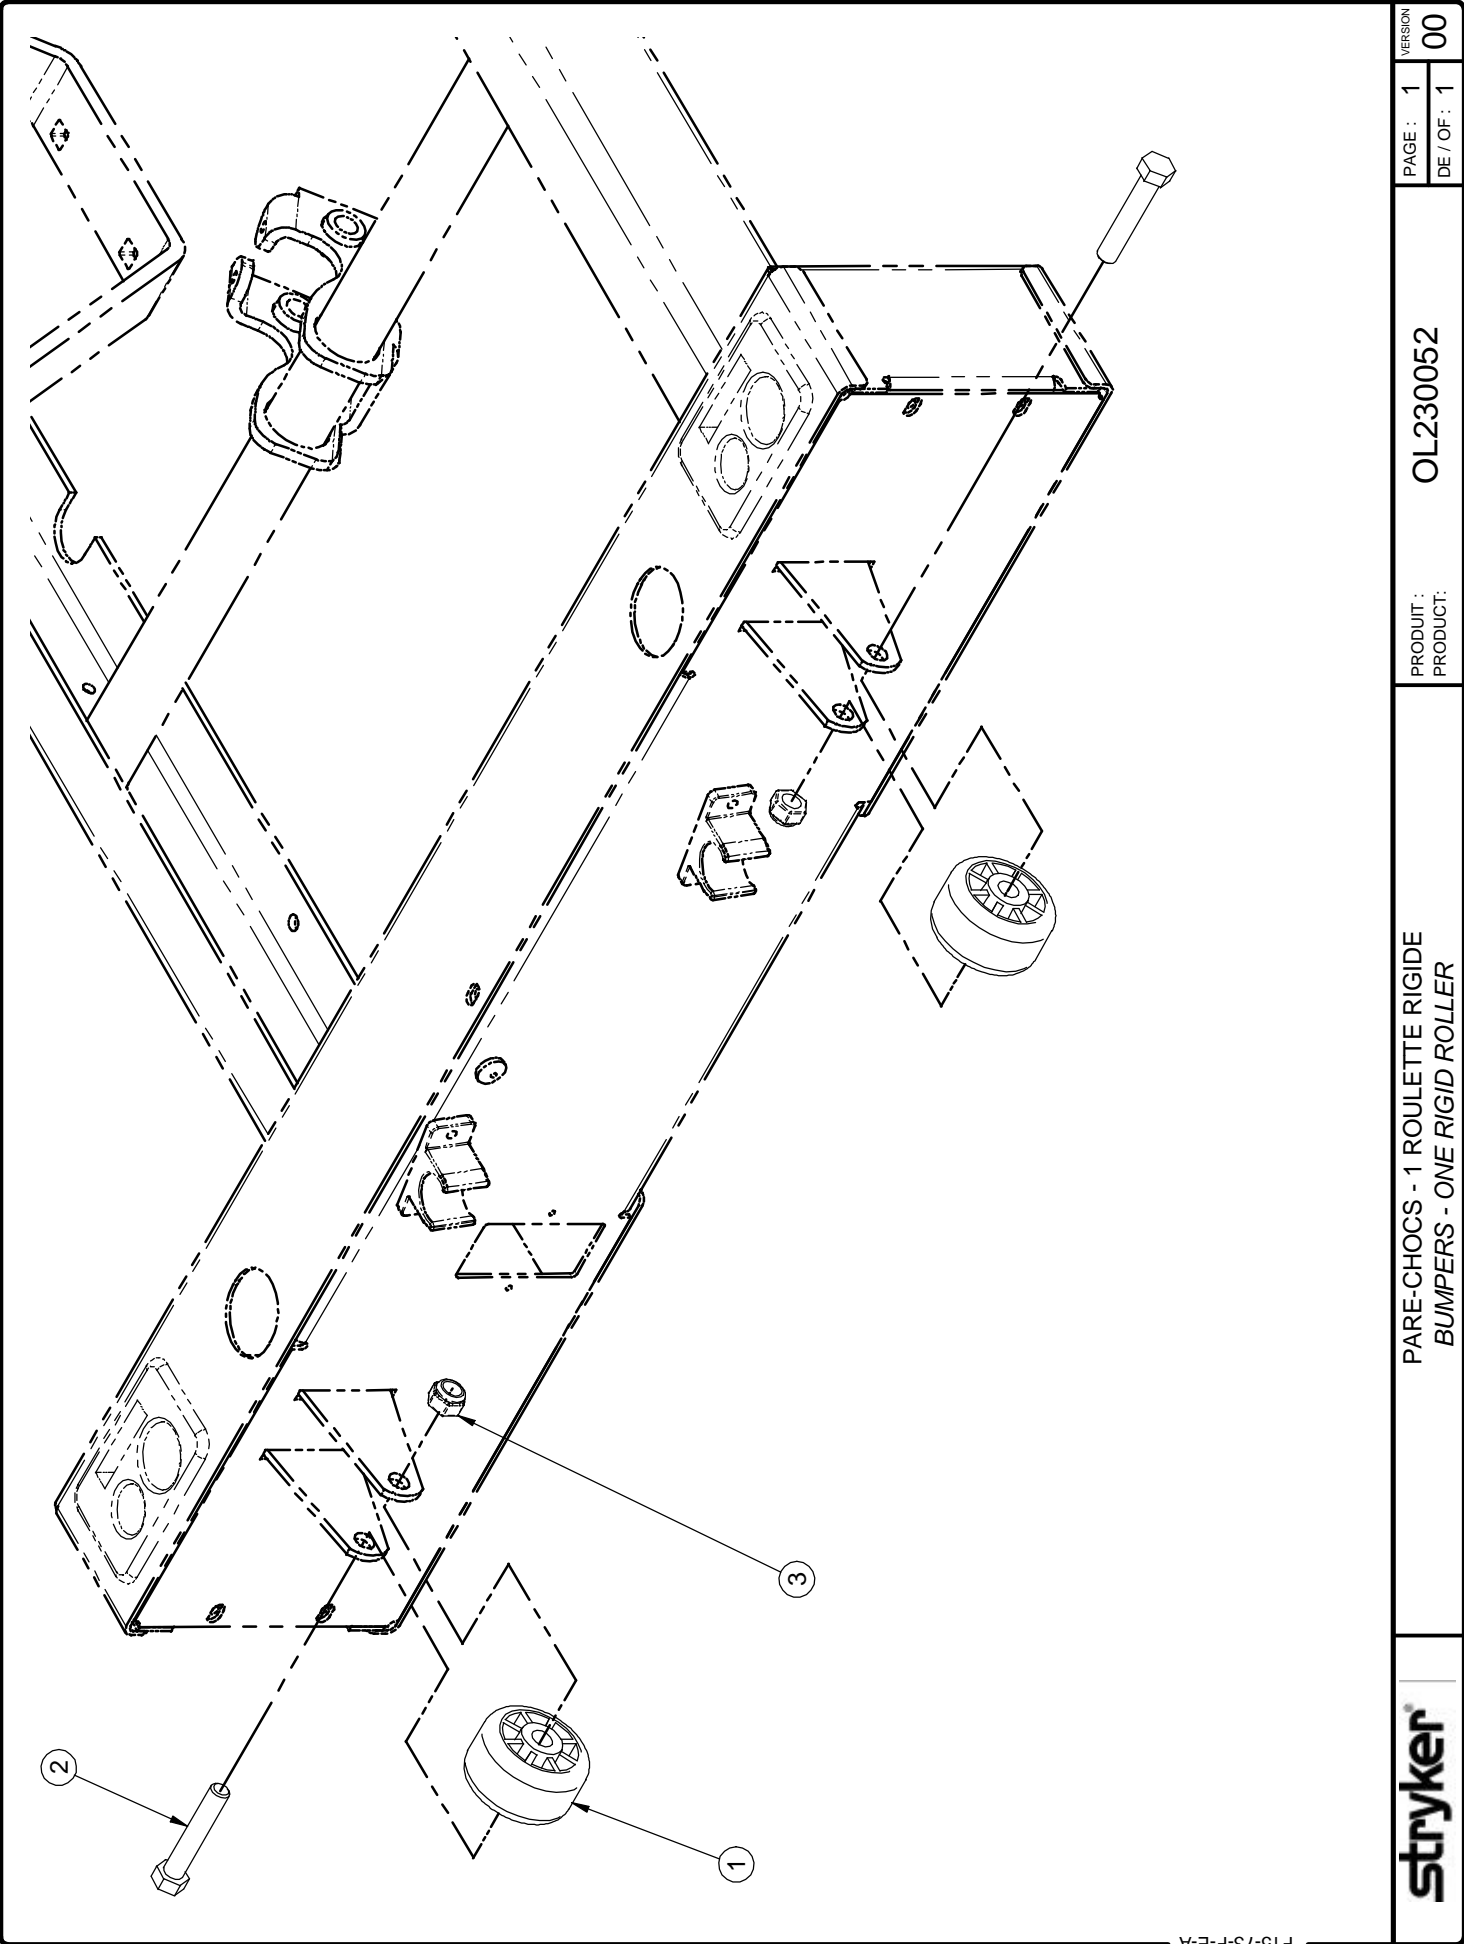 2
3
1
stryker®
PARE-CHOCS - 1 ROULETTE RIGIDE
BUMPERS - ONE RIGID ROLLER
PRODUIT :
PRODUCT:
OL230052
PAGE : 1
DE / OF : 1
VERSION
00